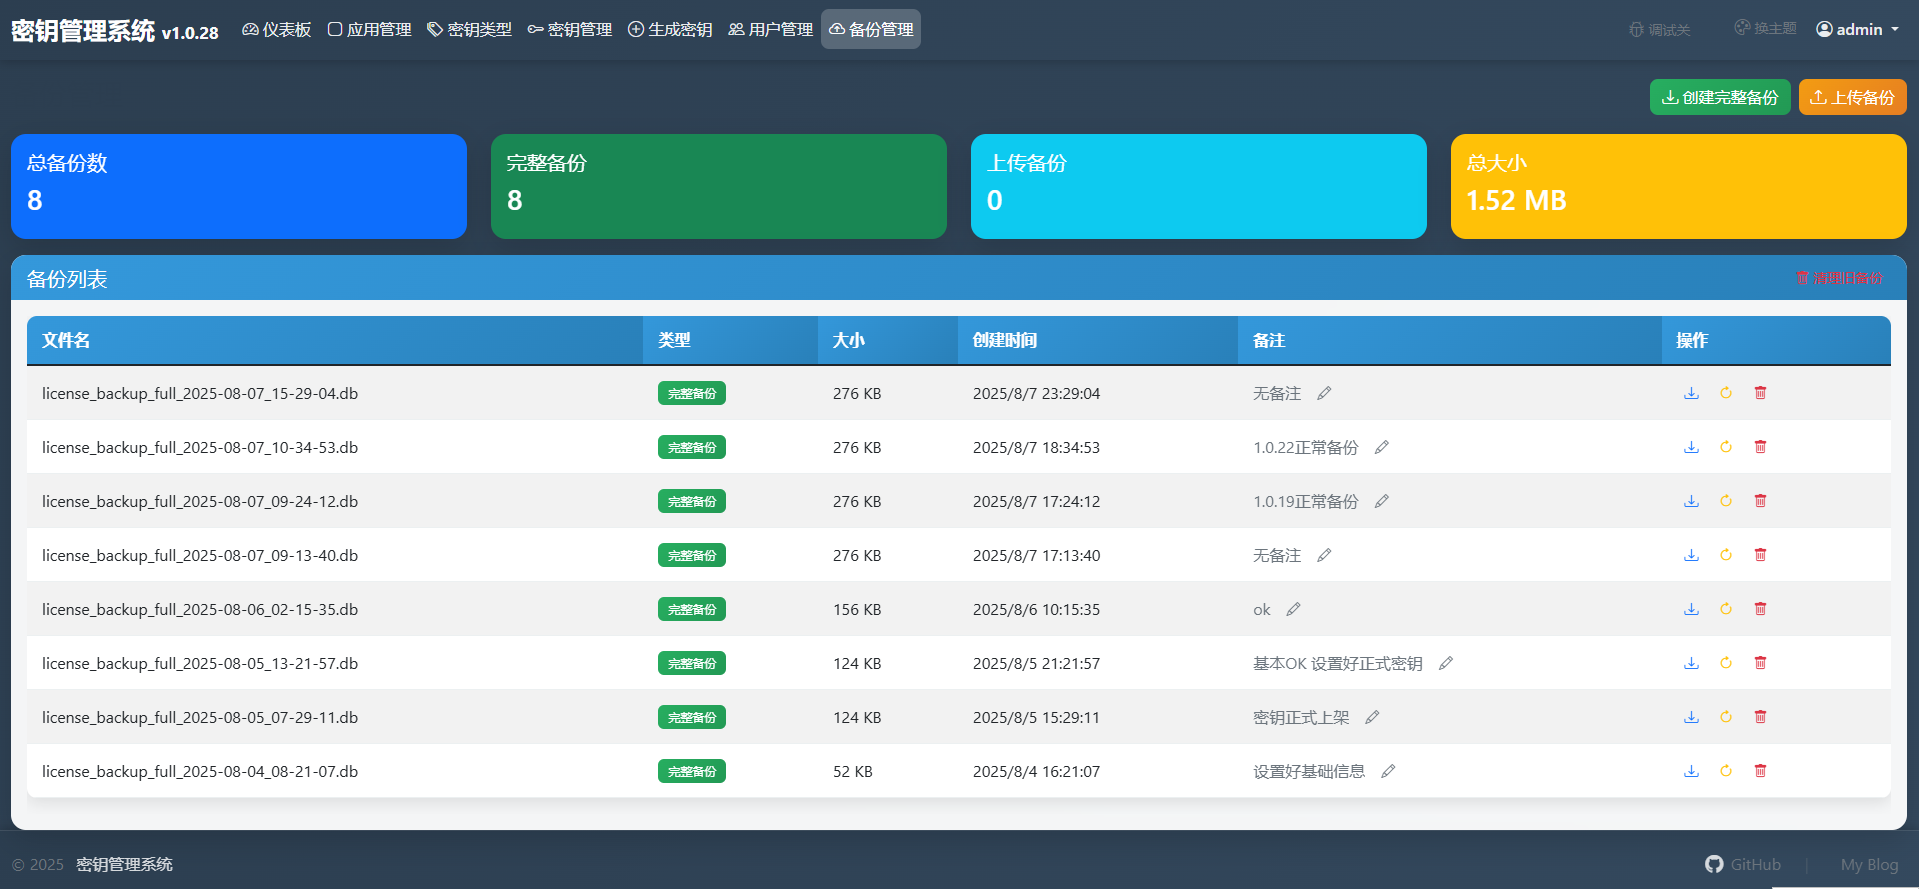 密钥管理系统 v1.0.28 仪表板 应用管理 密钥类型 密钥管理 生成密钥 用户管理 备份管理 调试关 换主题 admin
创建完整备份 上传备份
总备份数 完整备份 上传备份 总大小
8 8 0 1.52 MB
备份列表 清理旧备份
文件名 类型 大小 创建时间 备注 操作
license_backup_full_2025-08-07_15-29-04.db 完整备份 276 KB 2025/8/7 23:29:04 无备注
license_backup_full_2025-08-07_10-34-53.db 完整备份 276 KB 2025/8/7 18:34:53 1.0.22正常备份
license_backup_full_2025-08-07_09-24-12.db 完整备份 276 KB 2025/8/7 17:24:12 1.0.19正常备份
license_backup_full_2025-08-07_09-13-40.db 完整备份 276 KB 2025/8/7 17:13:40 无备注
license_backup_full_2025-08-06_02-15-35.db 完整备份 156 KB 2025/8/6 10:15:35 ok
license_backup_full_2025-08-05_13-21-57.db 完整备份 124 KB 2025/8/5 21:21:57 基本OK 设置好正式密钥
license_backup_full_2025-08-05_07-29-11.db 完整备份 124 KB 2025/8/5 15:29:11 密钥正式上架
license_backup_full_2025-08-04_08-21-07.db 完整备份 52 KB 2025/8/4 16:21:07 设置好基础信息
© 2025 密钥管理系统 GitHub | My Blog